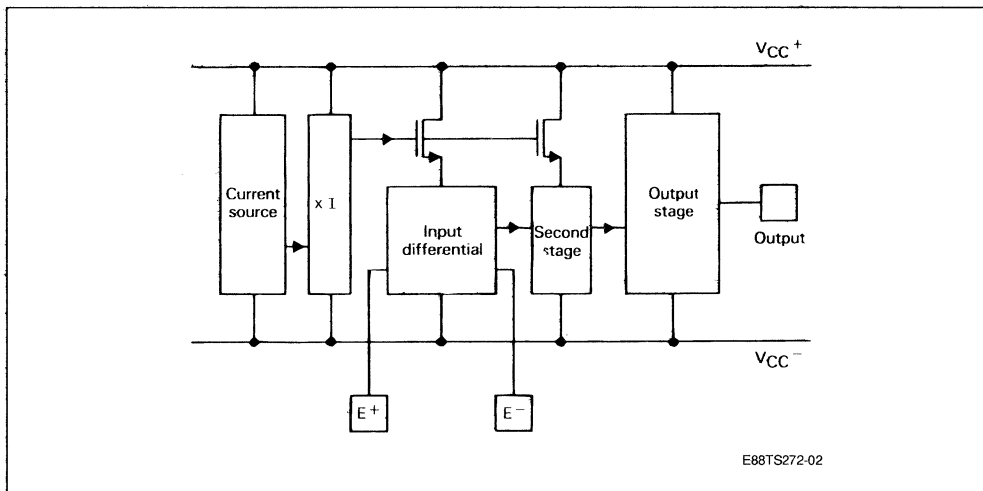 VCC+
Current
source
x I
Input
differential
Second
stage
Output
stage
Output
VCC−
E+
E−
E88TS272-02